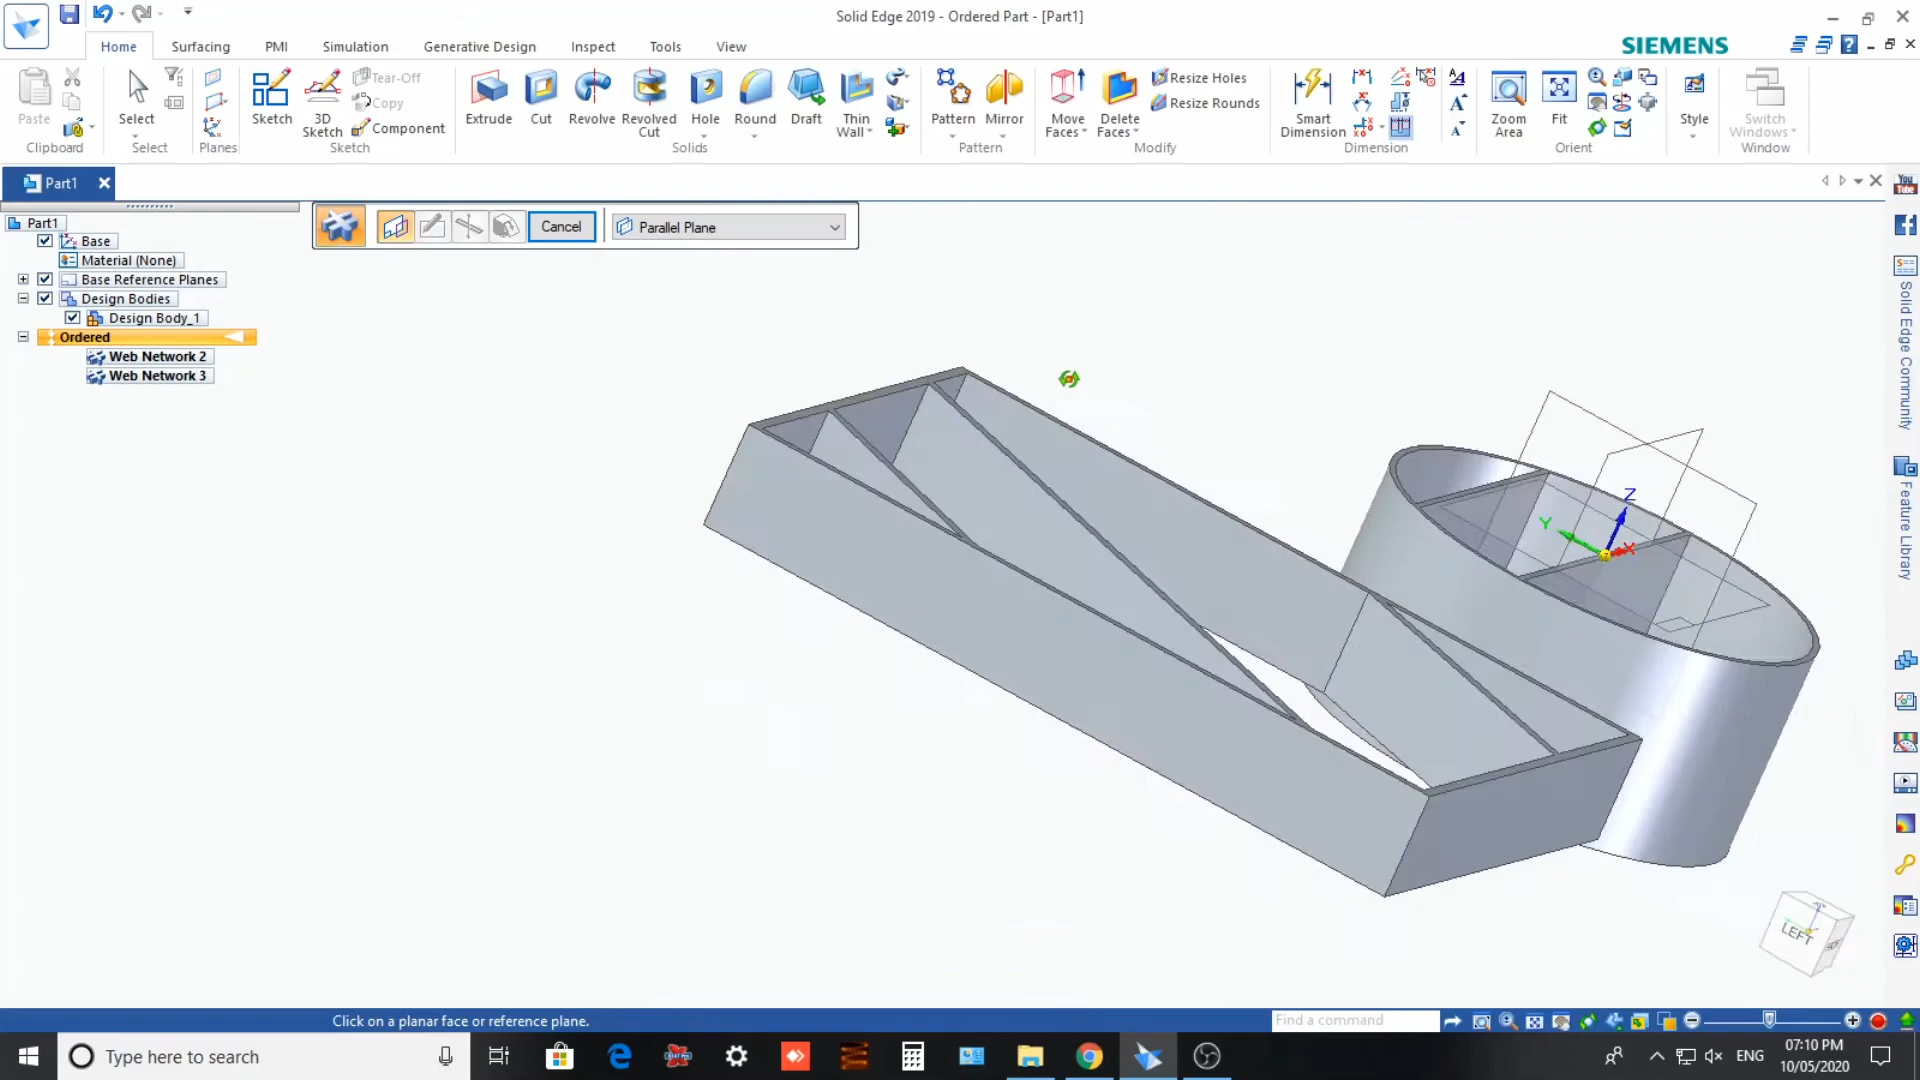 Solid Edge 2019 - Ordered Part - [Part1]
Home
Surfacing
PMI
Simulation
Generative Design
Inspect
Tools
View
SIEMENS
Paste
Clipboard
Select
Select
Planes
Sketch
3D
Sketch
Tear-Off
Copy
Component
Sketch
Extrude
Cut
Revolve
Revolved
Cut
Hole
Round
Draft
Thin
Wall
Solids
Pattern
Mirror
Pattern
Move
Faces
Delete
Faces
Resize Holes
Resize Rounds
Modify
Smart
Dimension
Dimension
Zoom
Area
Fit
Orient
Style
Switch
Windows
Window
Part1
You
Tube
Part1
Base
Material (None)
Base Reference Planes
Design Bodies
Design Body_1
Ordered
Web Network 2
Web Network 3
Cancel
Parallel Plane
Solid Edge Community
Feature Library
Z
Y
X
LEFT
Click on a planar face or reference plane.
Find a command
Type here to search
ENG
07:10 PM
10/05/2020